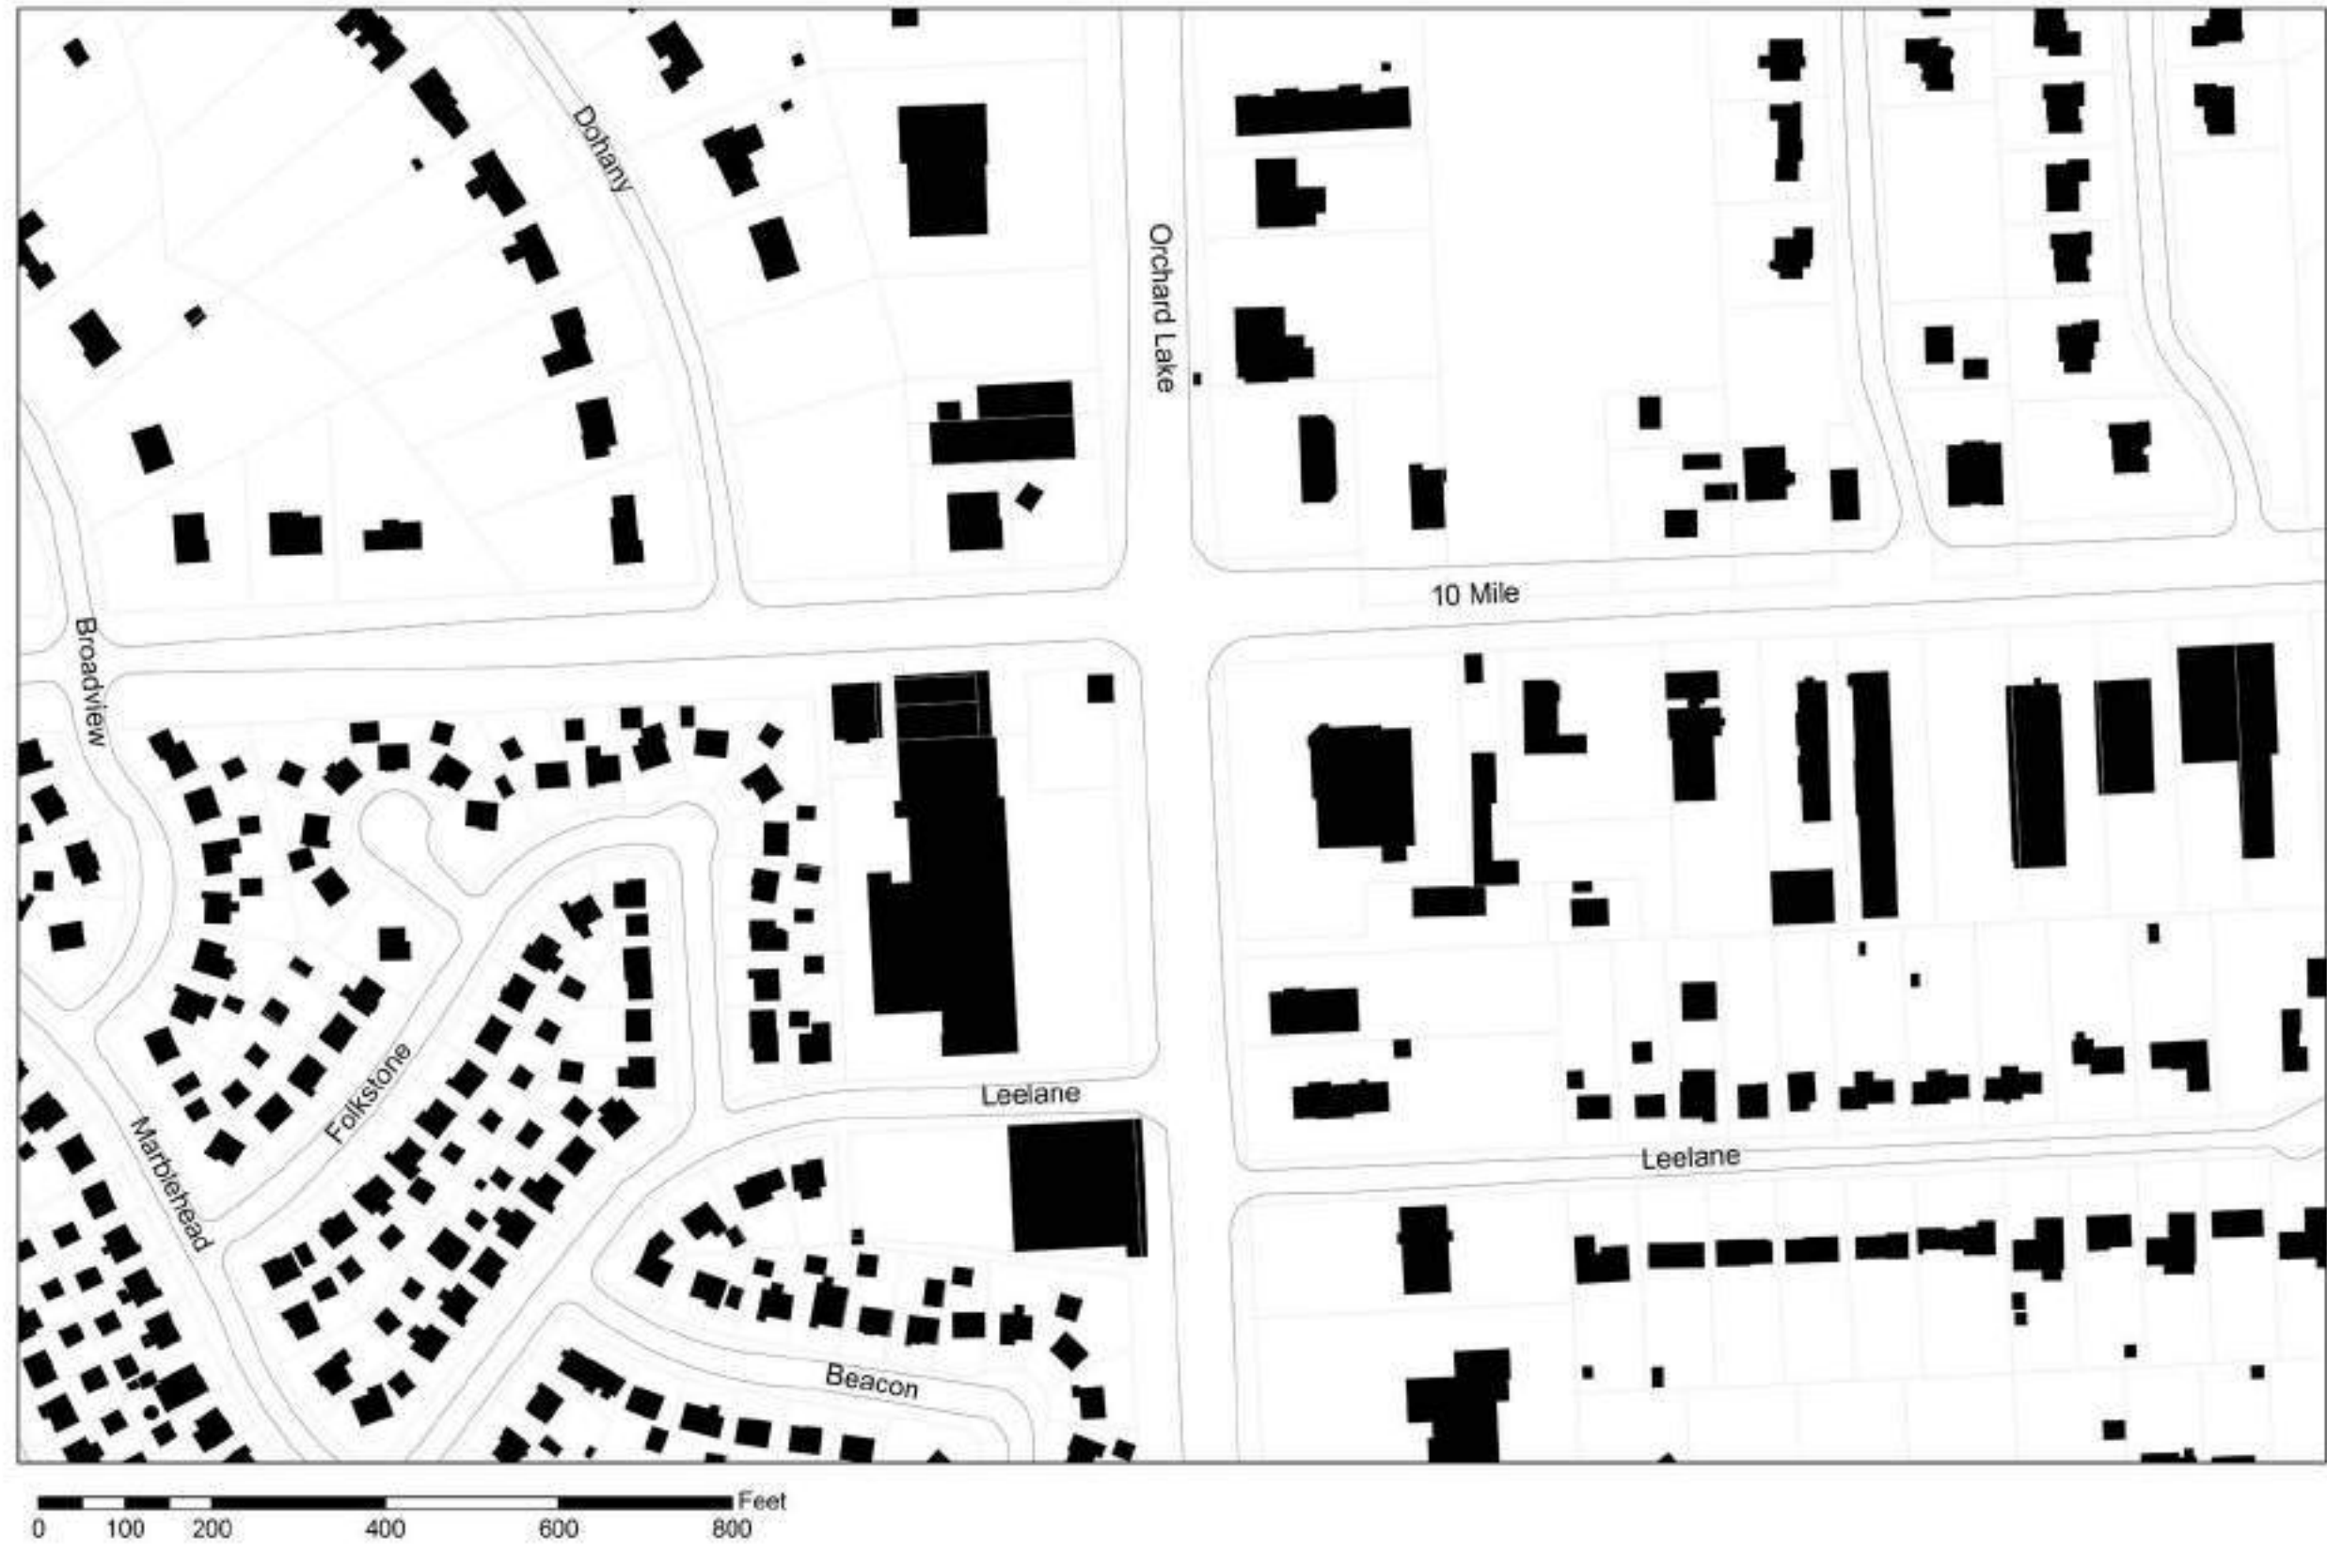 Dohany
Orchard Lake
10 Mile
Broadview
Folkstone
Leelane
Marblehead
Leelane
Beacon
Feet
0 100 200 400 600 800